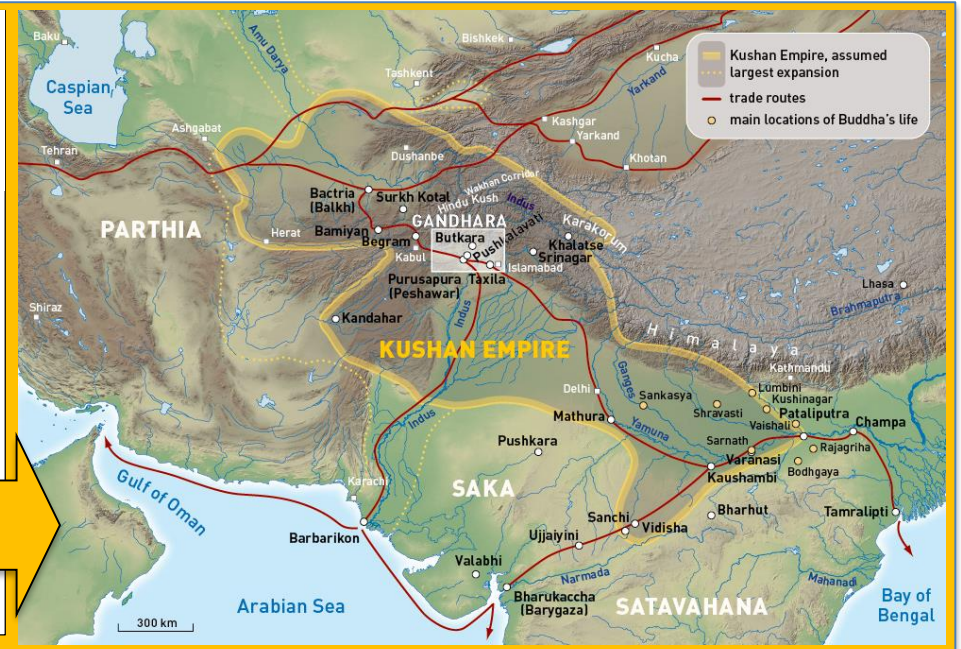 Kushan Empire, assumed
largest expansion
trade routes
main locations of Buddha's life
Baku
Caspian
Sea
Amu Darya
Bishkek
Tashkent
Kucha
Yarkand
Kashgar
Yarkand
Khotan
Ashgabat
Tehran
Dushanbe
Wakhan Corridor
Hindu Kush
Indus
Bactria
(Balkh)
Surkh Kotal
GANDHARA
Karakorum
PARTHIA
Herat
Bamiyan
Begram
Kabul
Butkara
Pushkalavati
Khalatse
Srinagar
Islamabad
Purusapura
(Peshawar)
Taxila
Lhasa
Brahmaputra
Shiraz
Kandahar
Indus
Himalaya
KUSHAN EMPIRE
Kathmandu
Delhi
Ganges
Lumbini
Kushinagar
Sankasya
Shravasti
Pataliputra
Vaishali
Champa
Mathura
Yamuna
Indus
Sarnath
Rajagriha
Varanasi
Bodhgaya
Kaushambi
Pushkara
SAKA
Karachi
Gulf of Oman
Barbarikon
Sanchi
Vidisha
Bharhut
Tamralipti
Ujjaiyini
Valabhi
Narmada
Mahanadi
Bharukaccha
(Barygaza)
SATAVAHANA
Arabian Sea
Bay of
Bengal
300 km